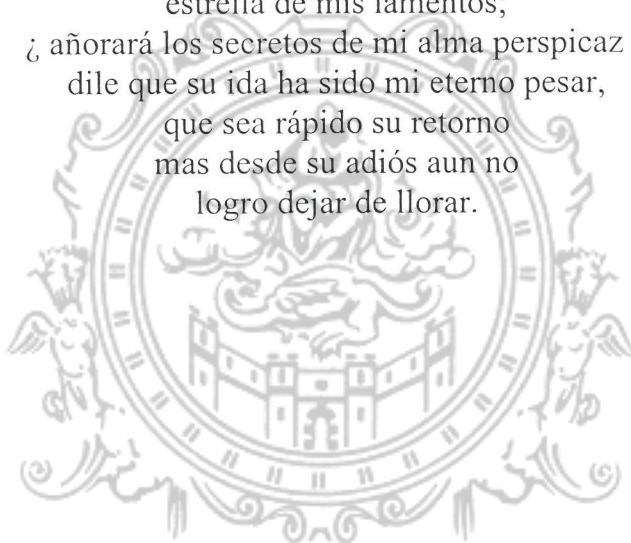 estrella de mis lamentos;
¿ añorará los secretos de mi alma perspicaz
dile que su ida ha sido mi eterno pesar,
que sea rápido su retorno
mas desde su adiós aun no
logro dejar de llorar.